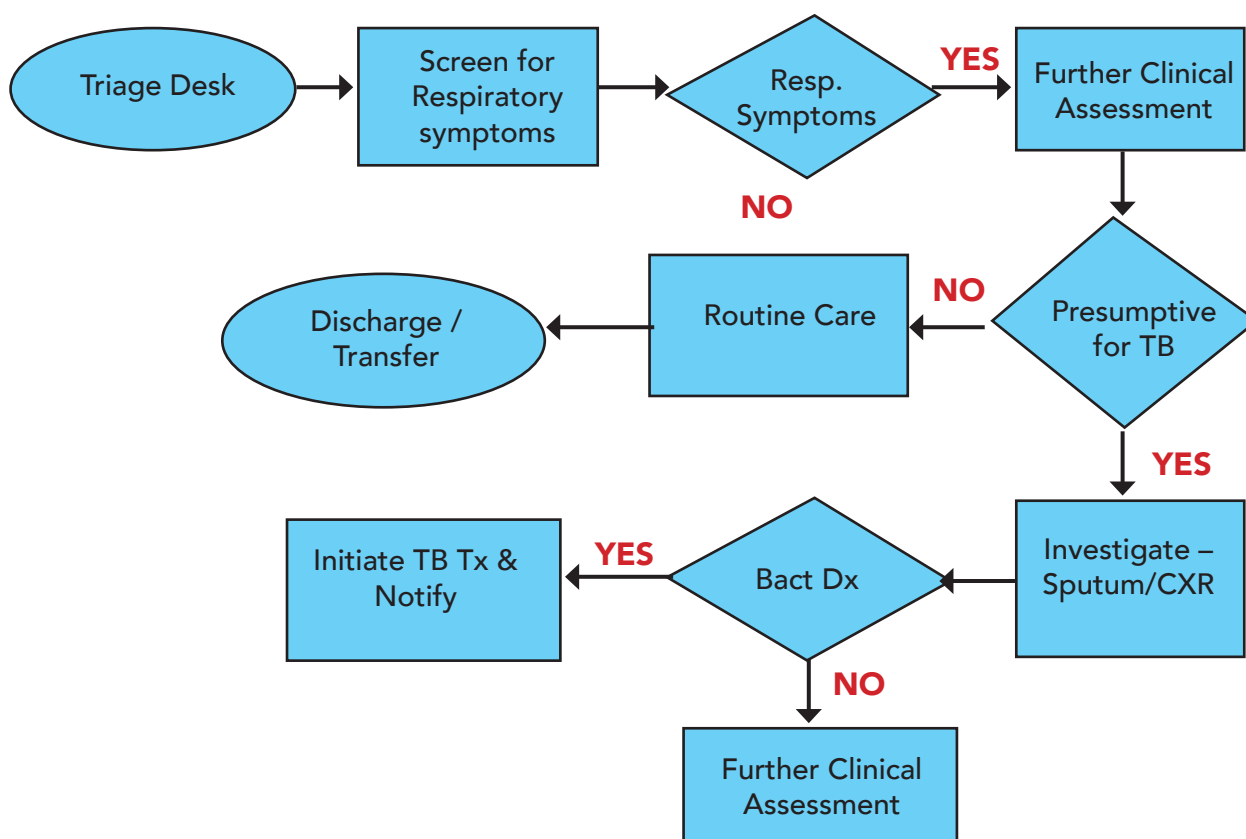 Triage Desk
Screen for
Respiratory
symptoms
Resp.
Symptoms
YES
Further Clinical
Assessment
NO
Discharge /
Transfer
Routine Care
NO
Presumptive
for TB
YES
Initiate TB Tx &
Notify
YES
Bact Dx
Investigate –
Sputum/CXR
NO
Further Clinical
Assessment